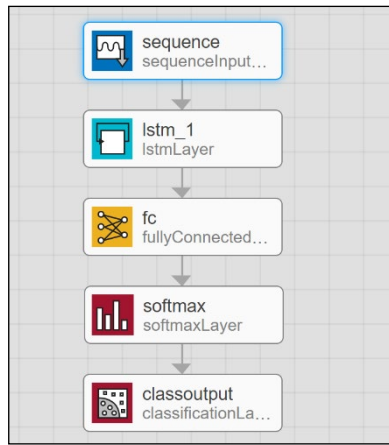 sequence
sequenceInput...
lstm_1
lstmLayer
fc
fullyConnected...
softmax
softmaxLayer
classoutput
classificationLa...